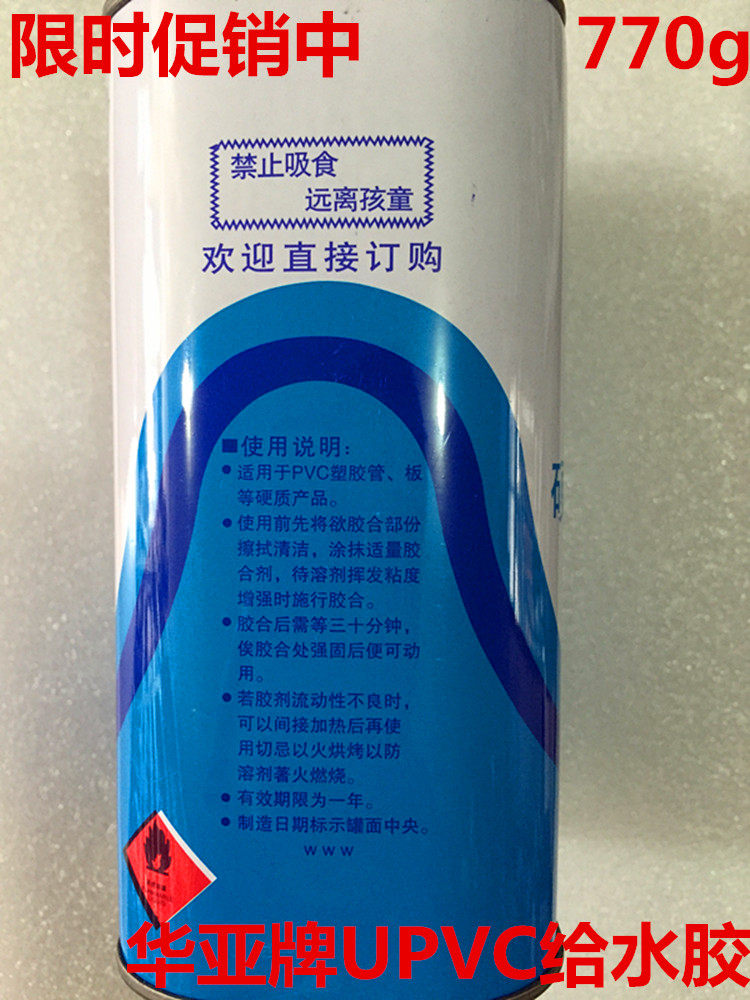 限时促销中 770g
禁止吸食
远离孩童
欢迎直接订购
■使用说明：
●适用于PVC塑胶管、板
等硬质产品。
●使用前先将欲胶合部份
擦拭清洁，涂抹适量胶
合剂，待溶剂挥发粘度
增强时施行胶合。
●胶合后需等三十分钟，
俟胶合处强固后便可动
用。
●若胶剂流动性不良时，
可以间接加热后再使
用切忌以火烘烤以防
溶剂著火燃烧。
●有效期限为一年。
●制造日期标示罐面中央。
www
华亚牌UPVC给水胶